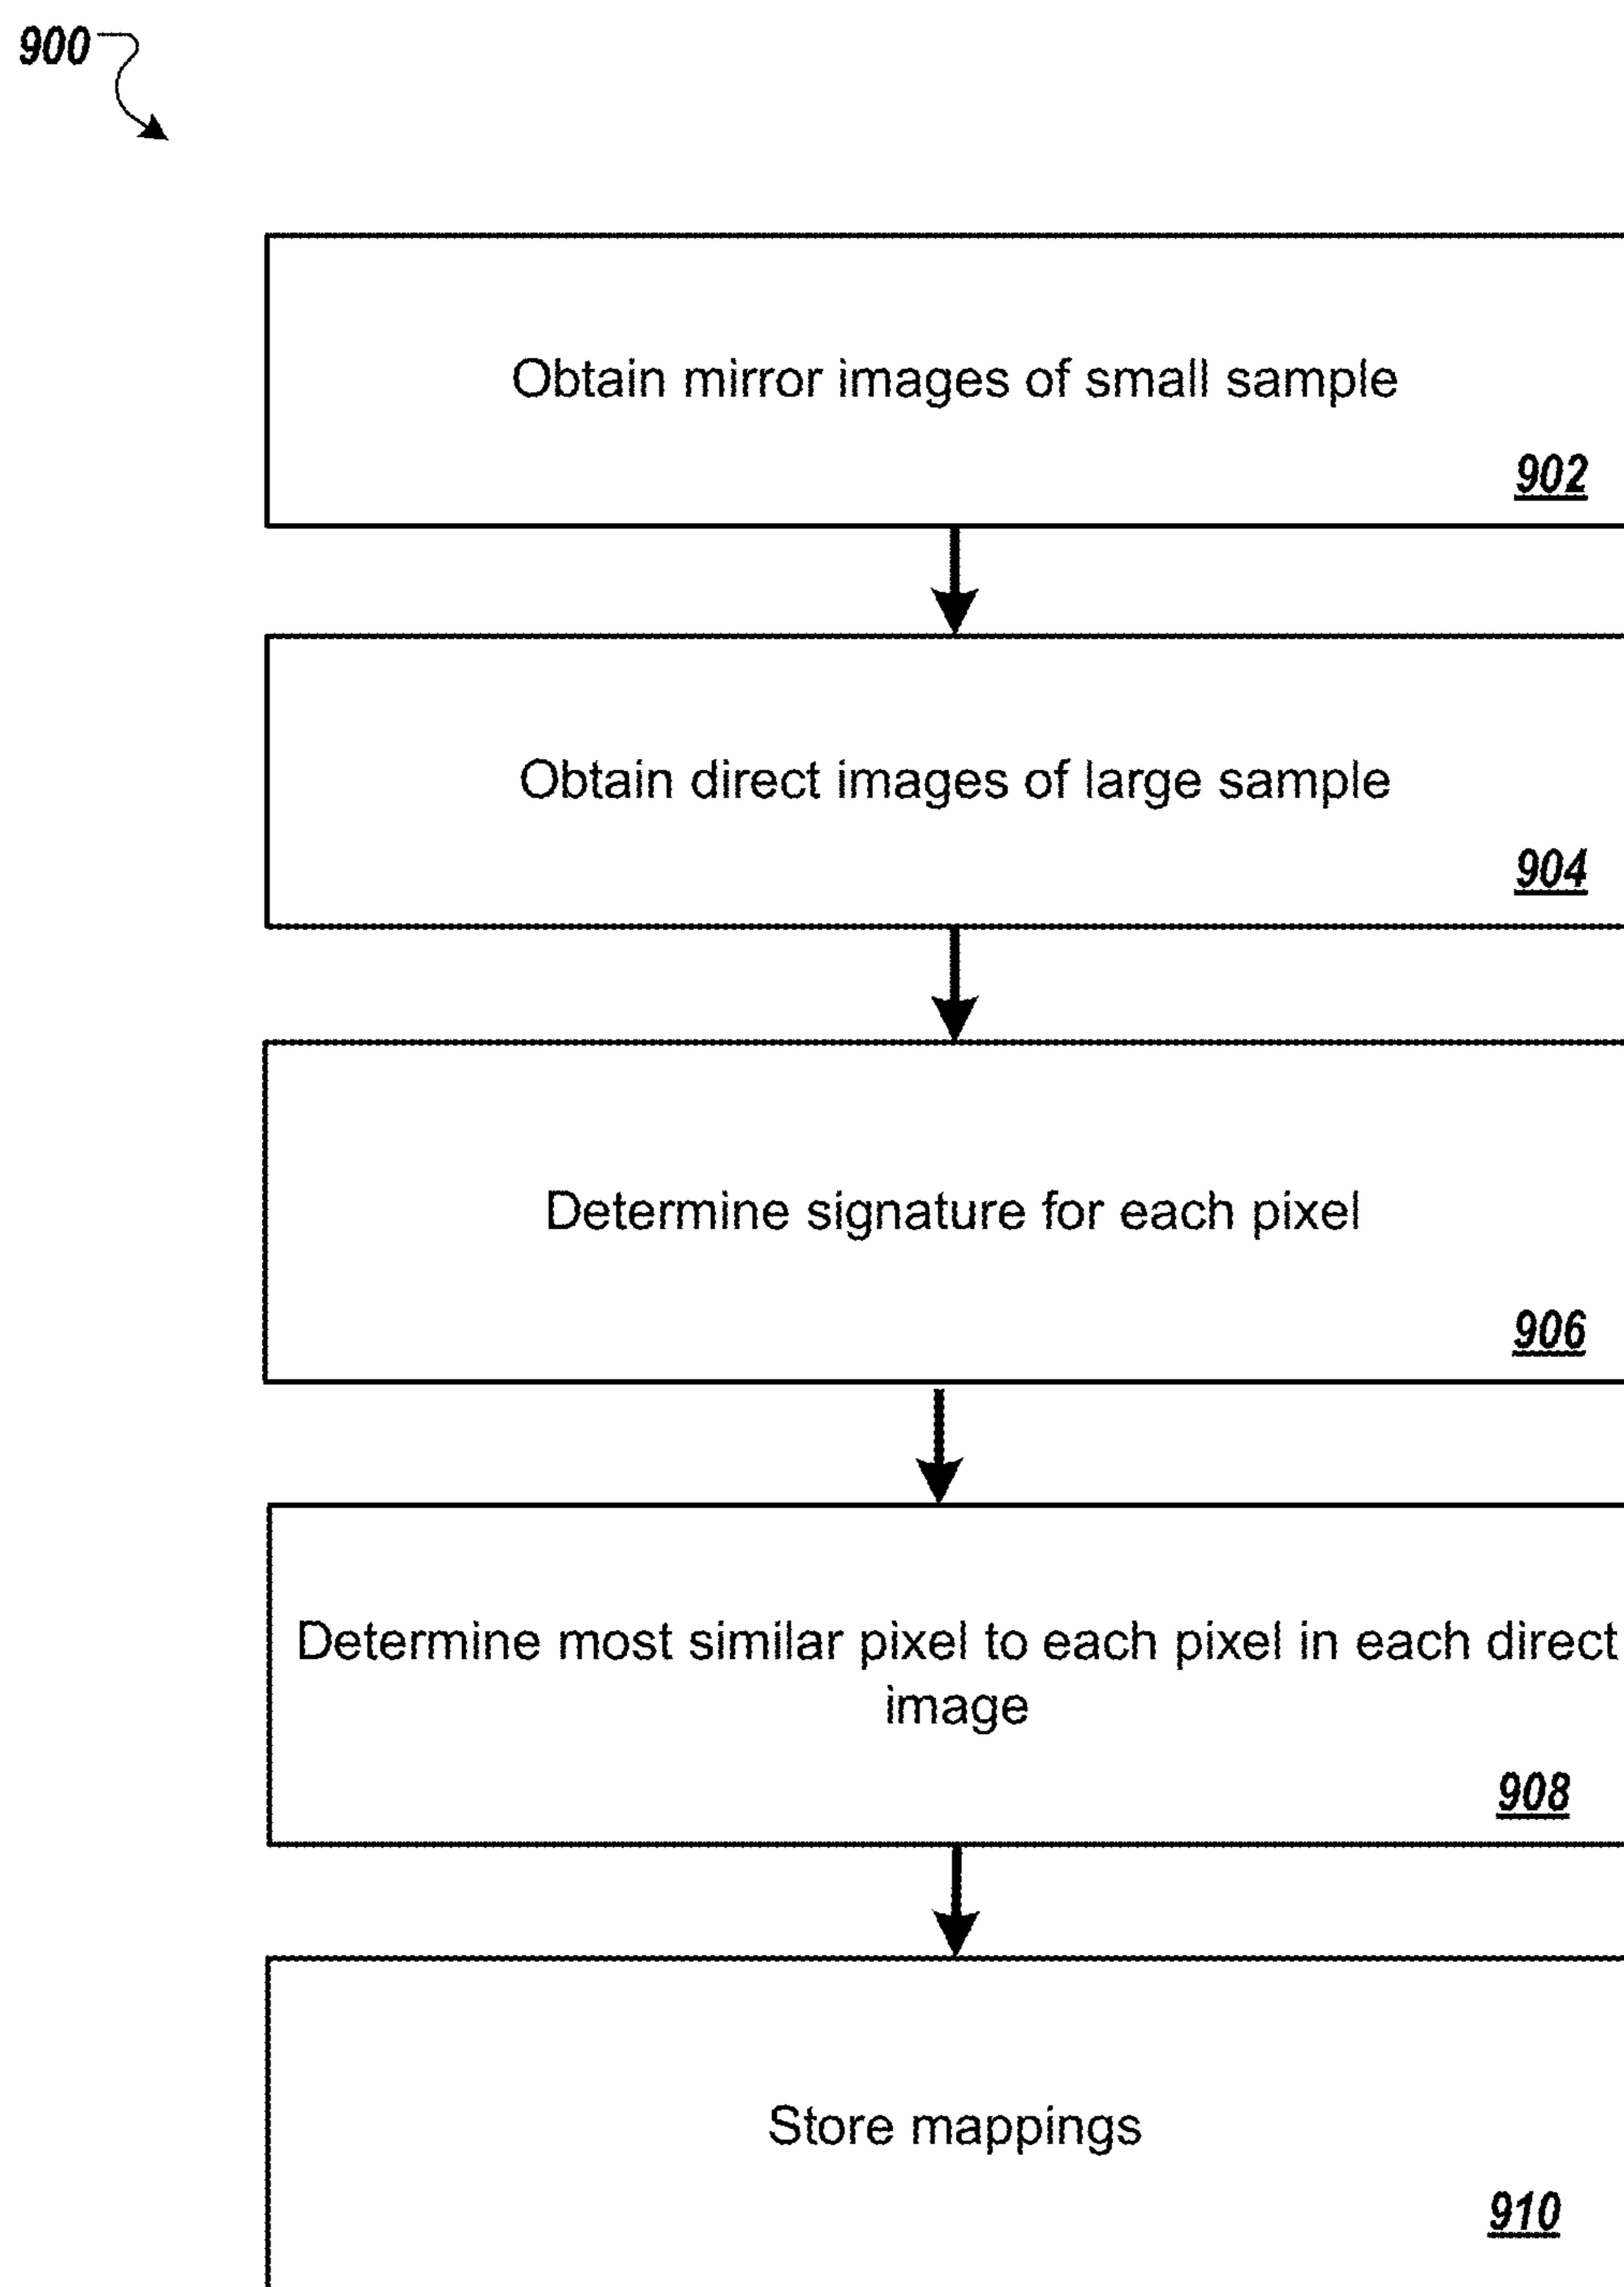 900
Obtain mirror images of small sample
902
Obtain direct images of large sample
904
Determine signature for each pixel
906
Determine most similar pixel to each pixel in each direct
image
908
Store mappings
910